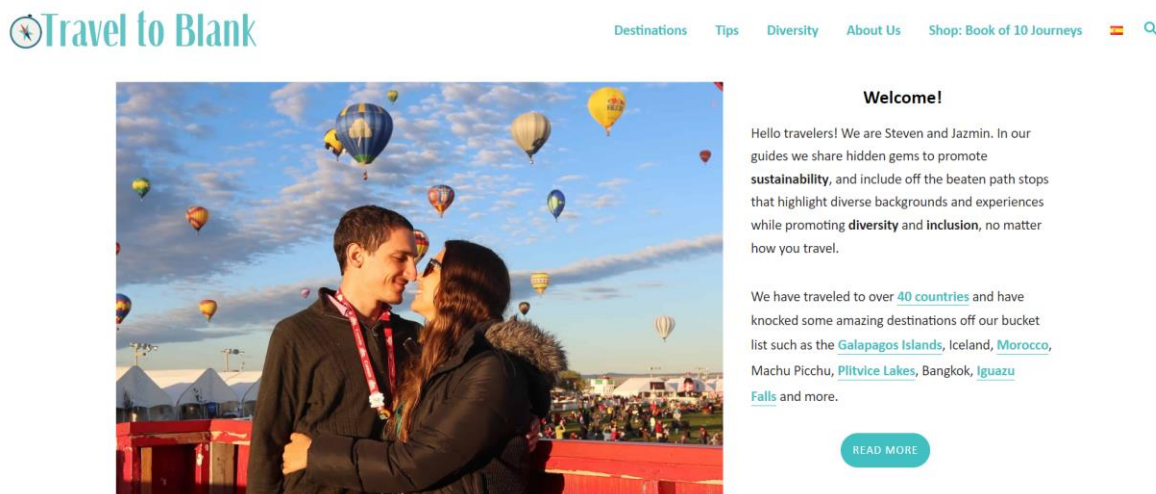 Travel to Blank
Destinations Tips Diversity About Us Shop: Book of 10 Journeys
Welcome!
Hello travelers! We are Steven and Jazmin. In our
guides we share hidden gems to promote
sustainability, and include off the beaten path stops
that highlight diverse backgrounds and experiences
while promoting diversity and inclusion, no matter
how you travel.
We have traveled to over 40 countries and have
knocked some amazing destinations off our bucket
list such as the Galapagos Islands, Iceland, Morocco,
Machu Picchu, Plitvice Lakes, Bangkok, Iguazu
Falls and more.
READ MORE